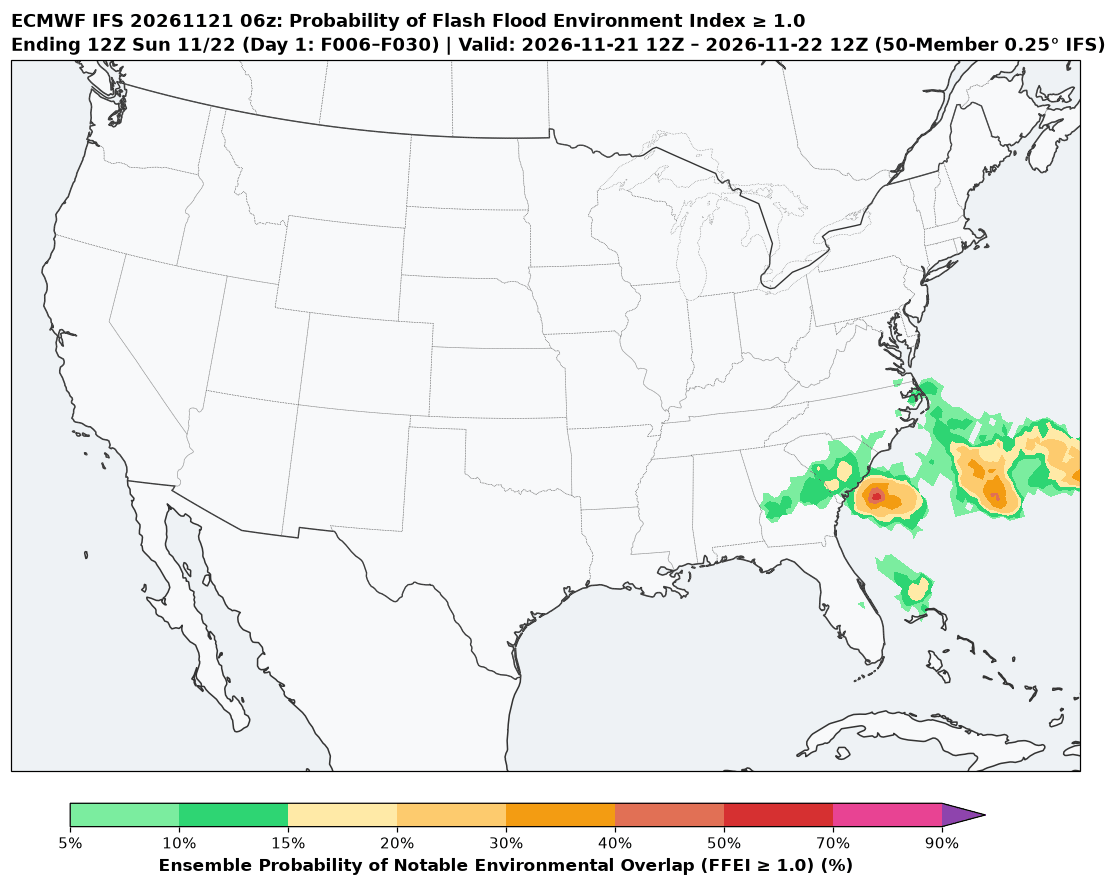 ECMWF IFS 20261121 06z: Probability of Flash Flood Environment Index ≥ 1.0
Ending 12Z Sun 11/22 (Day 1: F006–F030) | Valid: 2026-11-21 12Z – 2026-11-22 12Z (50-Member 0.25° IFS)
5% 10% 15% 20% 30% 40% 50% 70% 90%
Ensemble Probability of Notable Environmental Overlap (FFEI ≥ 1.0) (%)